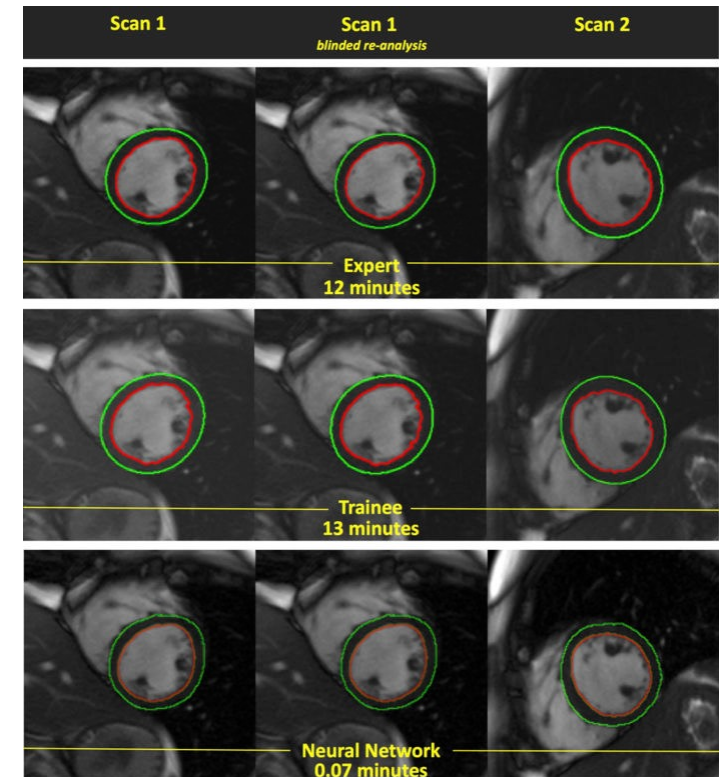 Scan 1
Scan 1
blinded re-analysis
Scan 2
Expert
12 minutes
Trainee
13 minutes
Neural Network
0.07 minutes